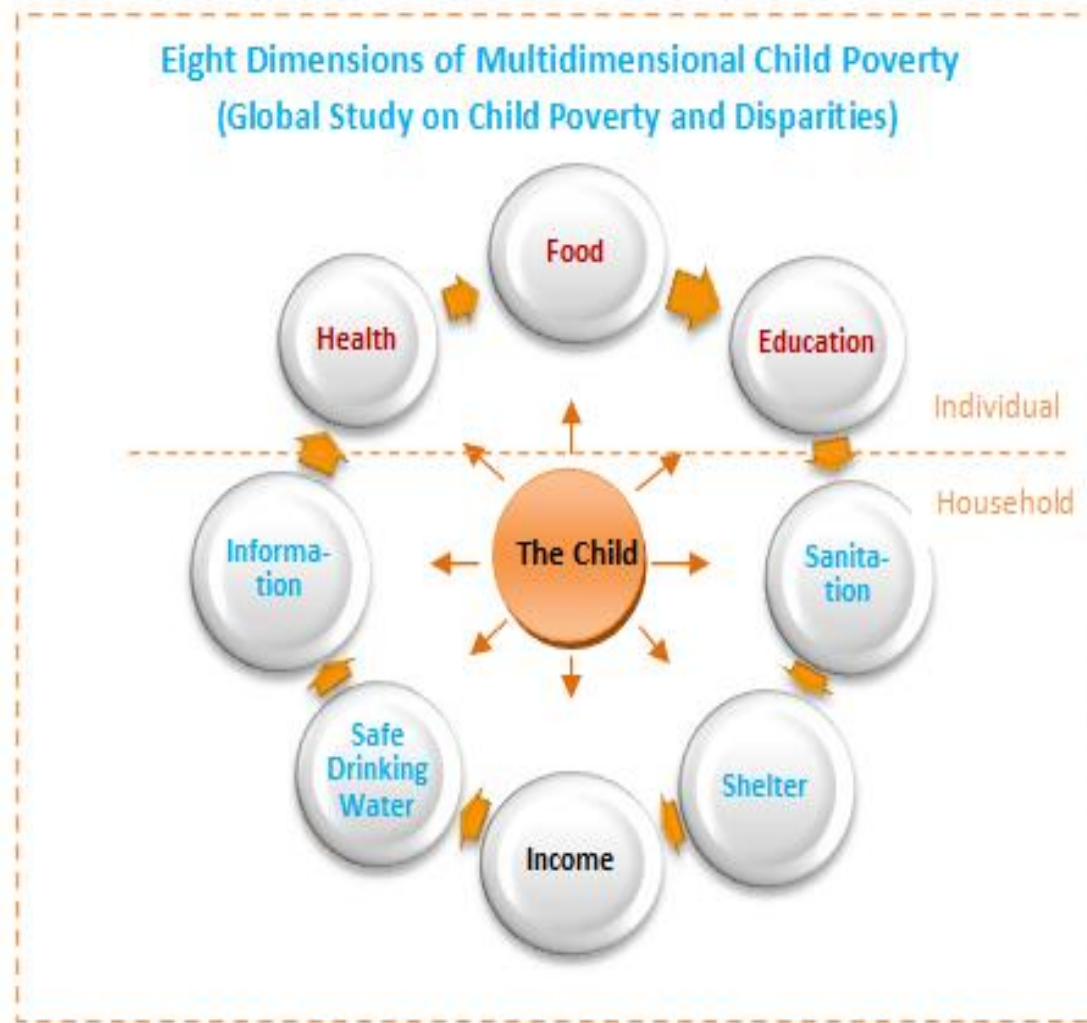 Eight Dimensions of Multidimensional Child Poverty
(Global Study on Child Poverty and Disparities)
Food
Health
Education
Individual
Household
Informa-
tion
The Child
Sanita-
tion
Safe
Drinking
Water
Shelter
Income